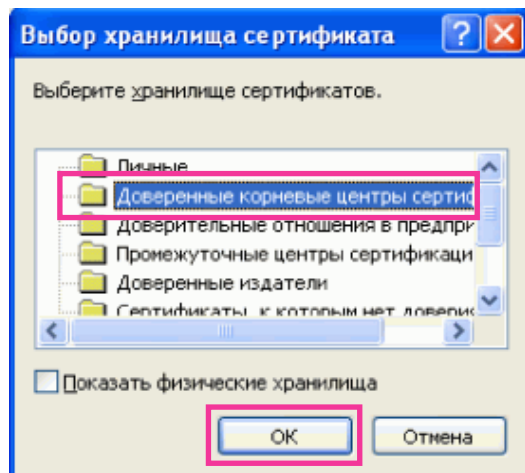 Выбор хранилища сертификата
Выберите хранилище сертификатов.
Личные
Доверенные корневые центры сертиф
Доверительные отношения в предпри
Промежуточные центры сертификаци
Доверенные издатели
Сертификаты, к которым нет довери
Показать физические хранилища
ОК
Отмена